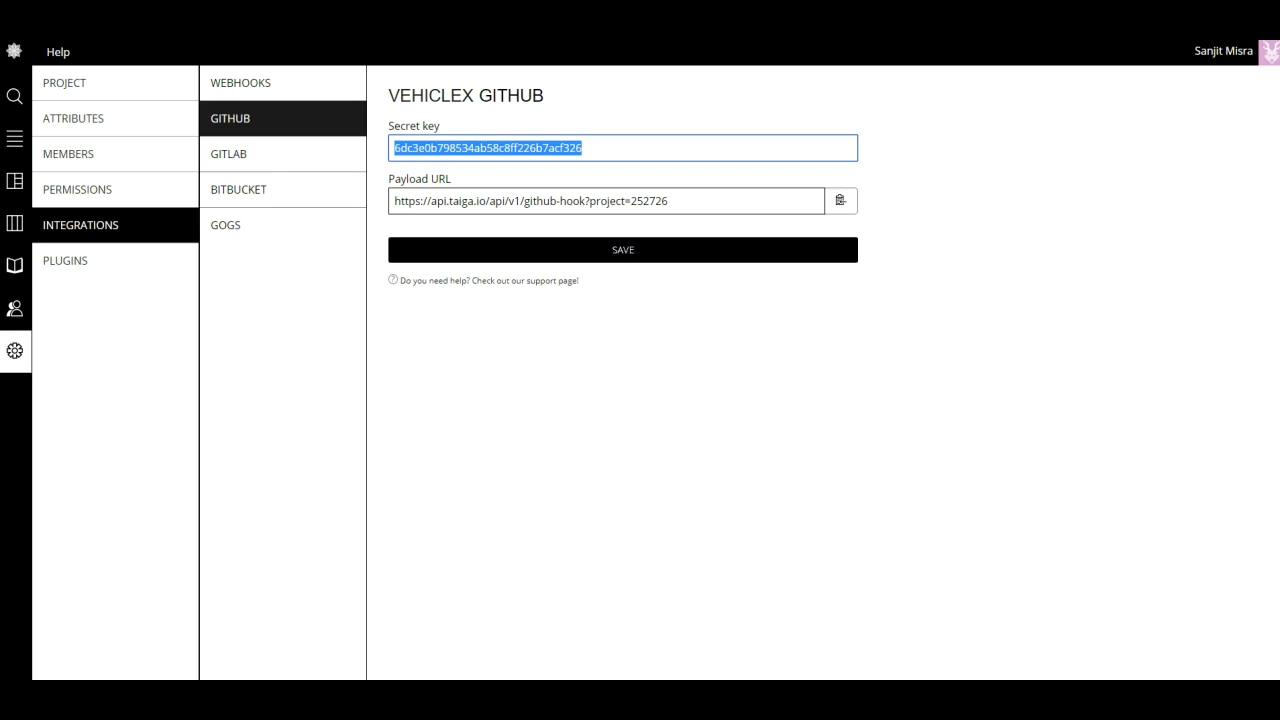 Help
Sanjit Misra
PROJECT
ATTRIBUTES
MEMBERS
PERMISSIONS
INTEGRATIONS
PLUGINS
WEBHOOKS
GITHUB
GITLAB
BITBUCKET
GOGS
VEHICLEX GITHUB
Secret key
6dc3e0b798534ab58c8ff226b7acf326
Payload URL
https://api.taiga.io/api/v1/github-hook?project=252726
SAVE
Do you need help? Check out our support page!